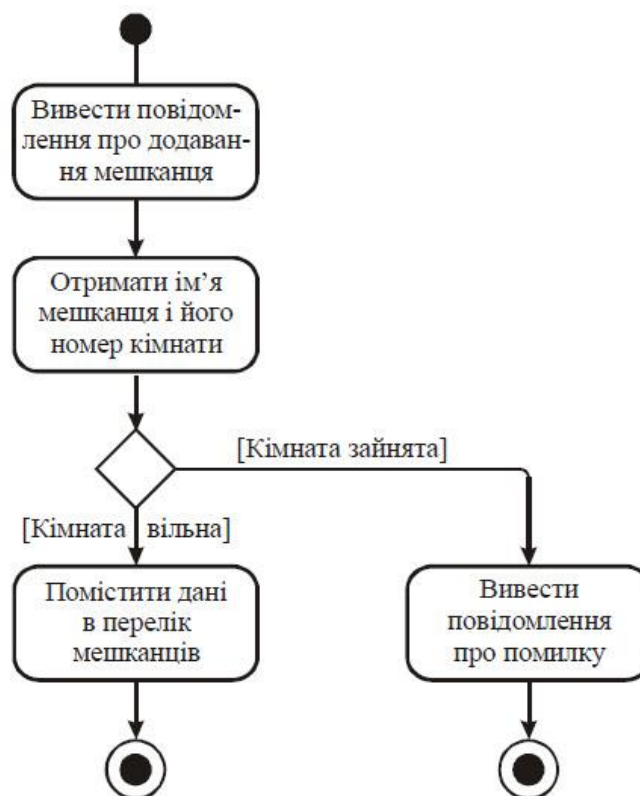 Вивести повідом-
лення про додаван-
ня мешканця
Отримати ім’я
мешканця і його
номер кімнати
[Кімната зайнята]
[Кімната вільна]
Помістити дані
в перелік
мешканців
Вивести
повідомлення
про помилку